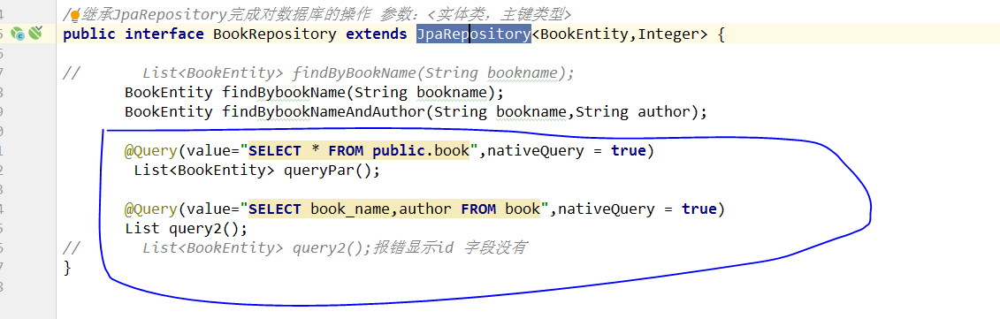 //继承JpaRepository完成对数据库的操作 参数：<实体类，主键类型>
public interface BookRepository extends JpaRepository<BookEntity,Integer> {
// List<BookEntity> findByBookName(String bookname);
BookEntity findBybookName(String bookname);
BookEntity findBybookNameAndAuthor(String bookname,String author);
@Query(value="SELECT * FROM public.book",nativeQuery = true)
List<BookEntity> queryPar();
@Query(value="SELECT book_name,author FROM book",nativeQuery = true)
List query2();
// List<BookEntity> query2();报错显示id 字段没有
}